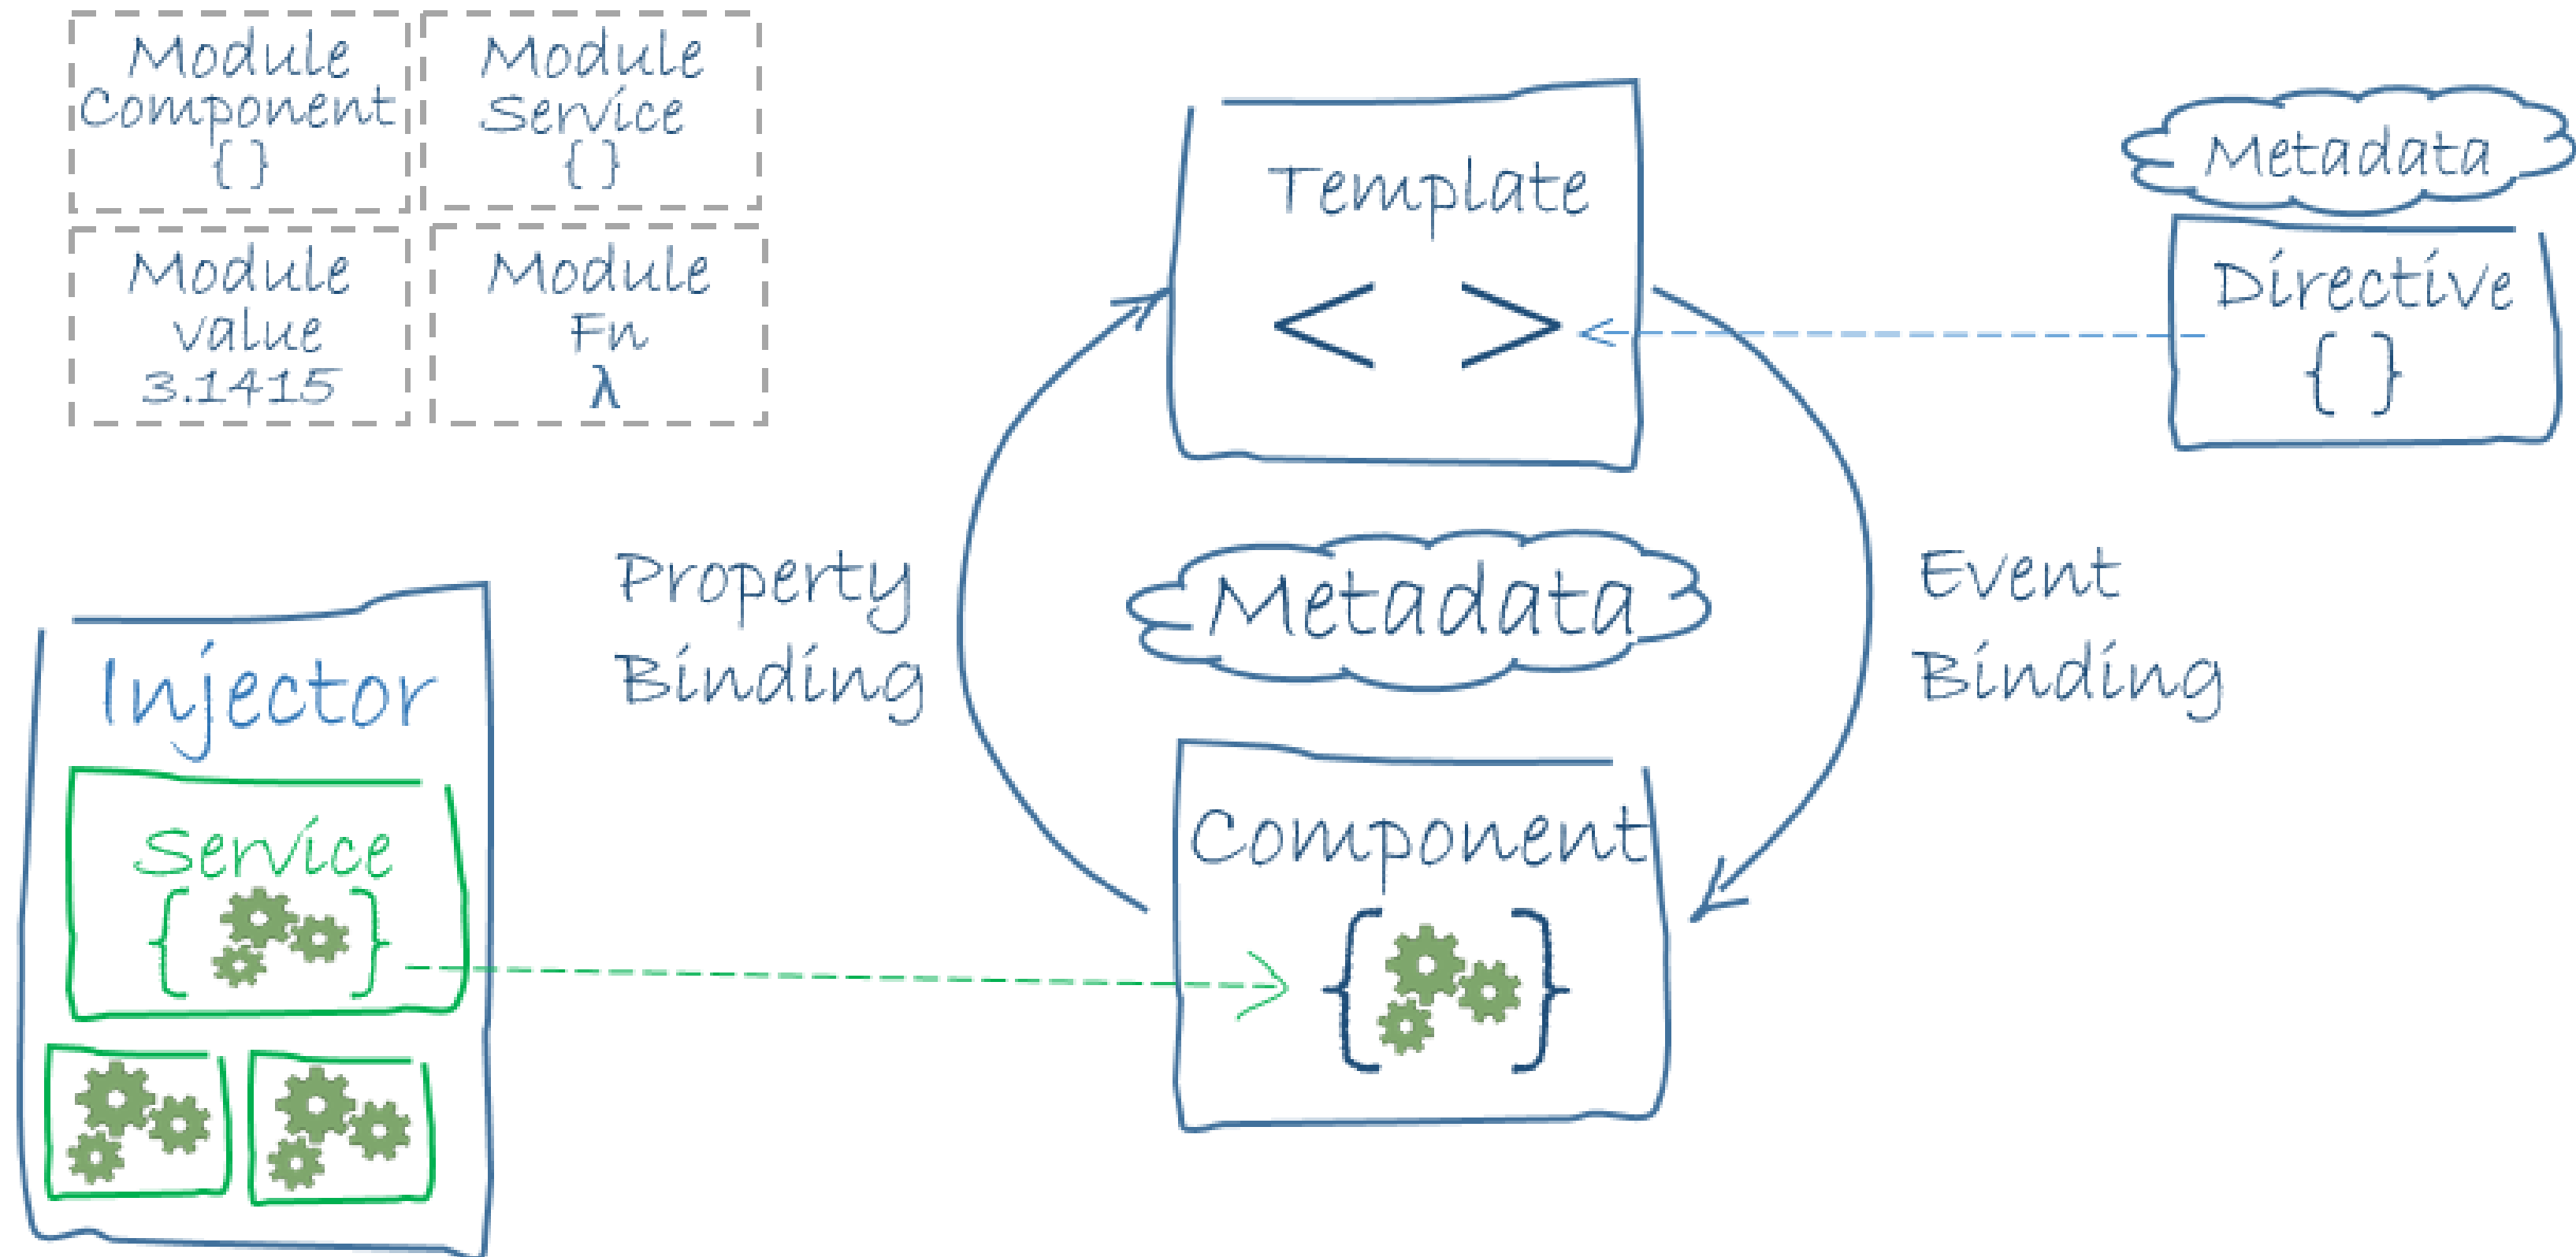 Module
Component
{ }
Module
Service
{ }
Module
value
3.1415
Module
Fn
λ
Template
< >
Metadata
Directive
{ }
Property
Binding
Metadata
Event
Binding
Injector
Service
{ }
Component
{ }